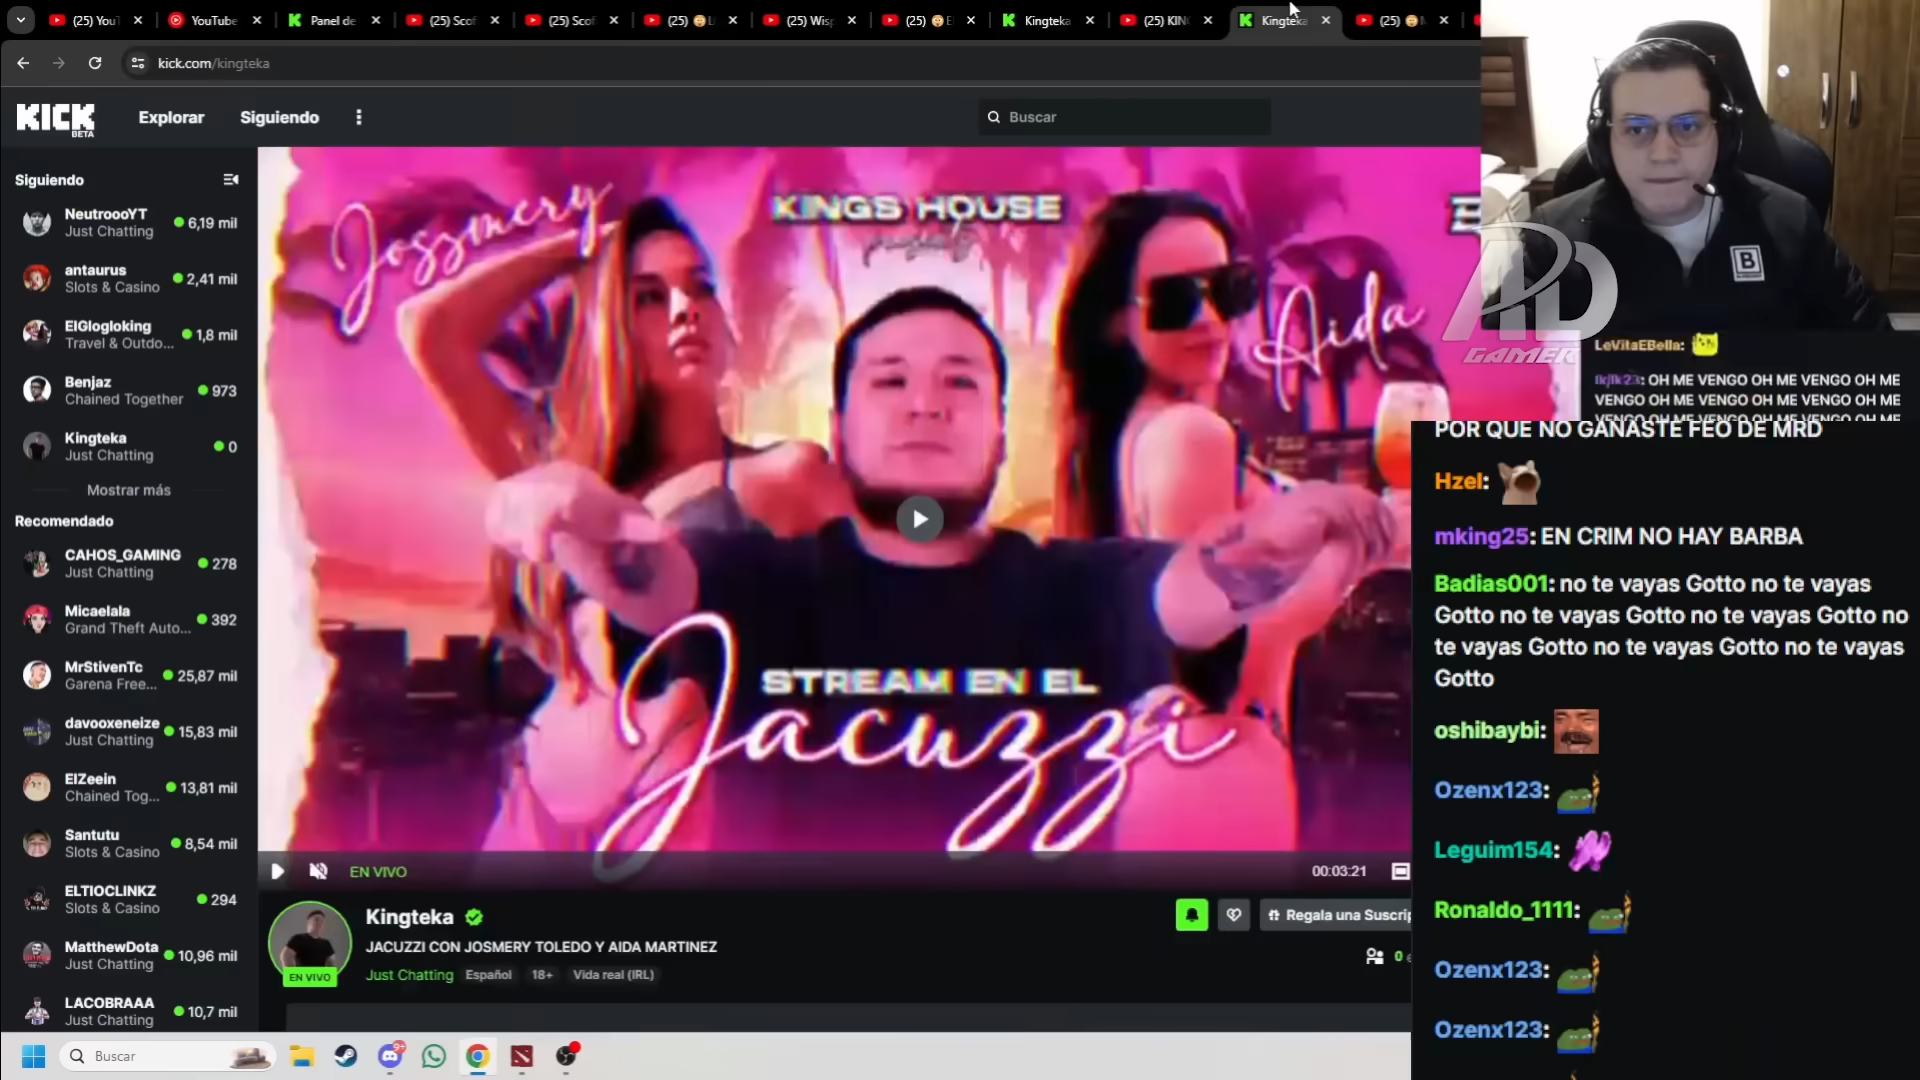 (25) YouT
YouTube
Panel de
(25) Scof
(25) Scof
(25)
(25) Wis
(25)
Kingteka
(25) KIN
Kingteka
(25)
kick.com/kingteka
KICK
BETA
Explorar
Siguiendo
Buscar
Siguiendo
NeutroooYT
Just Chatting
6,19 mil
antaurus
Slots & Casino
2,41 mil
ElGlogloking
Travel & Outdo...
1,8 mil
Benjaz
Chained Together
973
Kingteka
Just Chatting
0
Mostrar más
Recomendado
CAHOS_GAMING
Just Chatting
278
Micaelala
Grand Theft Auto...
392
MrStivenTc
Garena Free...
25,87 mil
davooxeneize
Just Chatting
15,83 mil
ElZeein
Chained Tog...
13,81 mil
Santutu
Slots & Casino
8,54 mil
ELTIOCLINKZ
Slots & Casino
294
MatthewDota
Just Chatting
10,96 mil
LACOBRAAA
Just Chatting
10,7 mil
Joszmery
KINGS HOUSE
Aida
STREAM EN EL
Jacuzzi
EN VIVO
00:03:21
Kingteka
JACUZZI CON JOSMERY TOLEDO Y AIDA MARTINEZ
EN VIVO
Just Chatting Español 18+ Vida real (IRL)
Regala una Suscrip
0
B
AD
GAMER
LeVitaEBella:
OH ME VENGO OH ME VENGO OH ME
VENGO OH ME VENGO OH ME VENGO OH ME
VENGO OH ME VENGO OH ME VENGO OH ME
POR QUE NO GANASTE FEO DE MRD
Hzel:
mking25: EN CRIM NO HAY BARBA
Badias001: no te vayas Gotto no te vayas
Gotto no te vayas Gotto no te vayas Gotto no
te vayas Gotto no te vayas Gotto no te vayas
Gotto
oshibaybi:
Ozenx123:
Leguim154:
Ronaldo_1111:
Ozenx123:
Ozenx123:
Buscar
9+